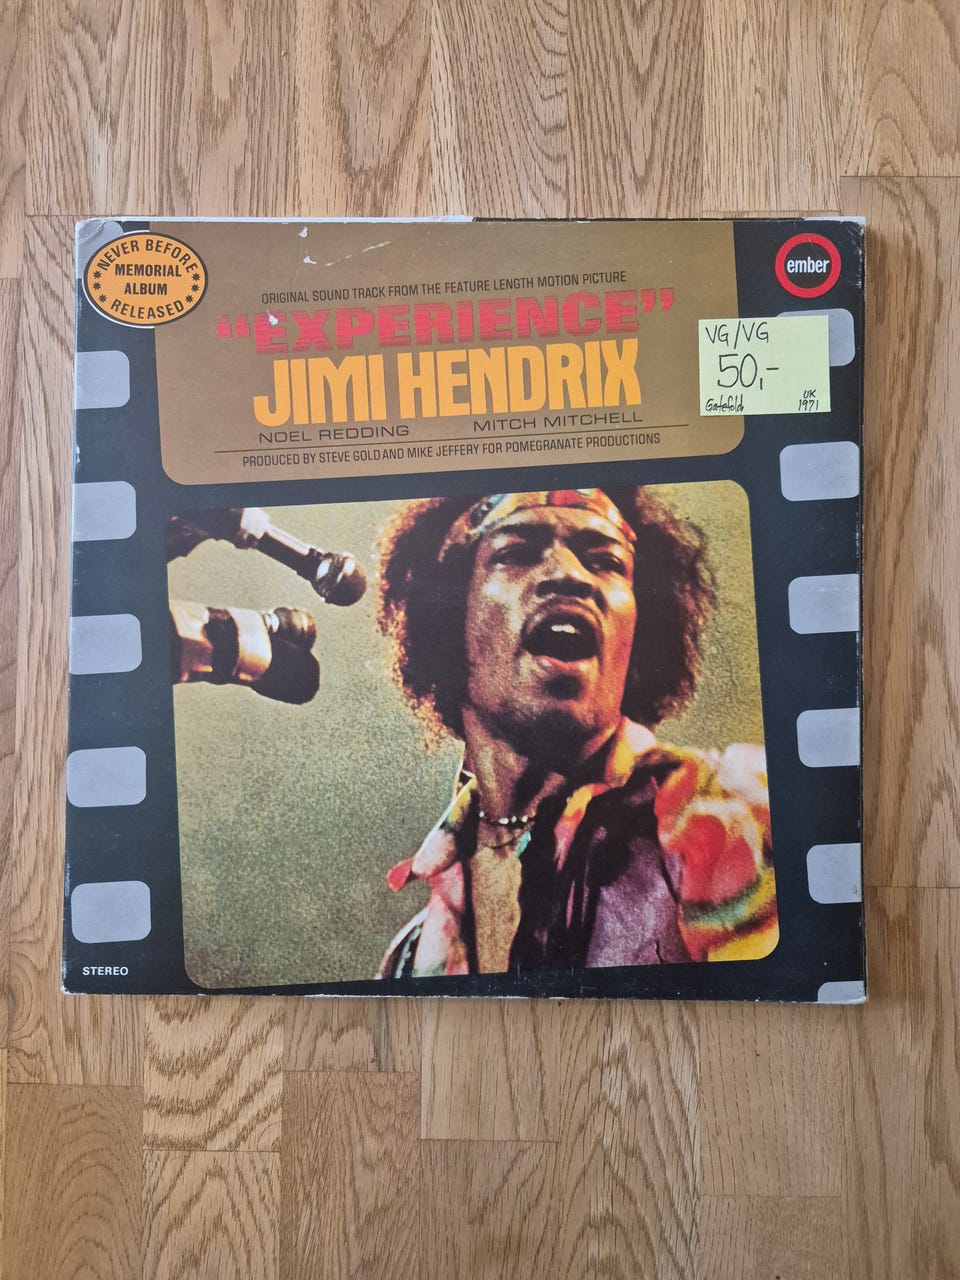 NEVER BEFORE
MEMORIAL
ALBUM
RELEASED
ember
ORIGINAL SOUND TRACK FROM THE FEATURE LENGTH MOTION PICTURE
“EXPERIENCE”
JIMI HENDRIX
NOEL REDDING MITCH MITCHELL
PRODUCED BY STEVE GOLD AND MIKE JEFFERY FOR POMEGRANATE PRODUCTIONS
VG/VG
50,-
Gatefold UK
1971
STEREO